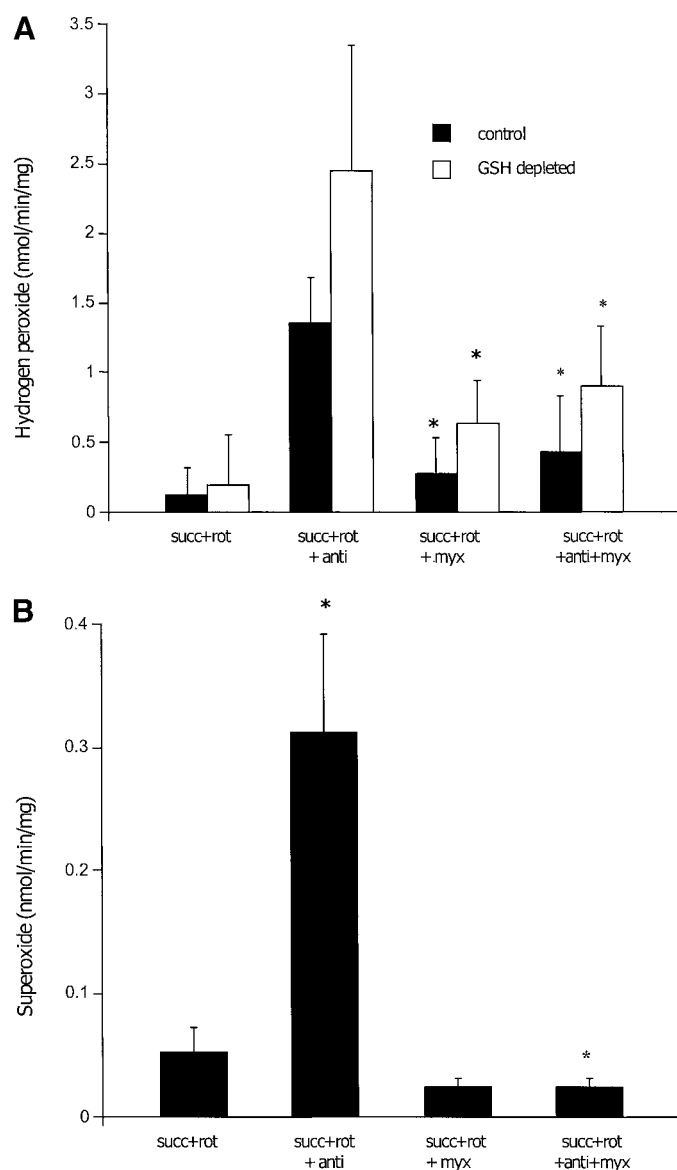 A
3.5
3
2.5
2
1.5
1
0.5
0
Hydrogen peroxide (nmol/min/mg)
control
GSH depleted
*
*
*
*
succ+rot
succ+rot
+ anti
succ+rot
+ .myx
succ+rot
+anti+myx
B
0.4
0.3
0.2
0.1
0
Superoxide (nmol/min/mg)
*
*
succ+rot
succ+rot
+ anti
succ+rot
+ myx
succ+rot
+anti+myx